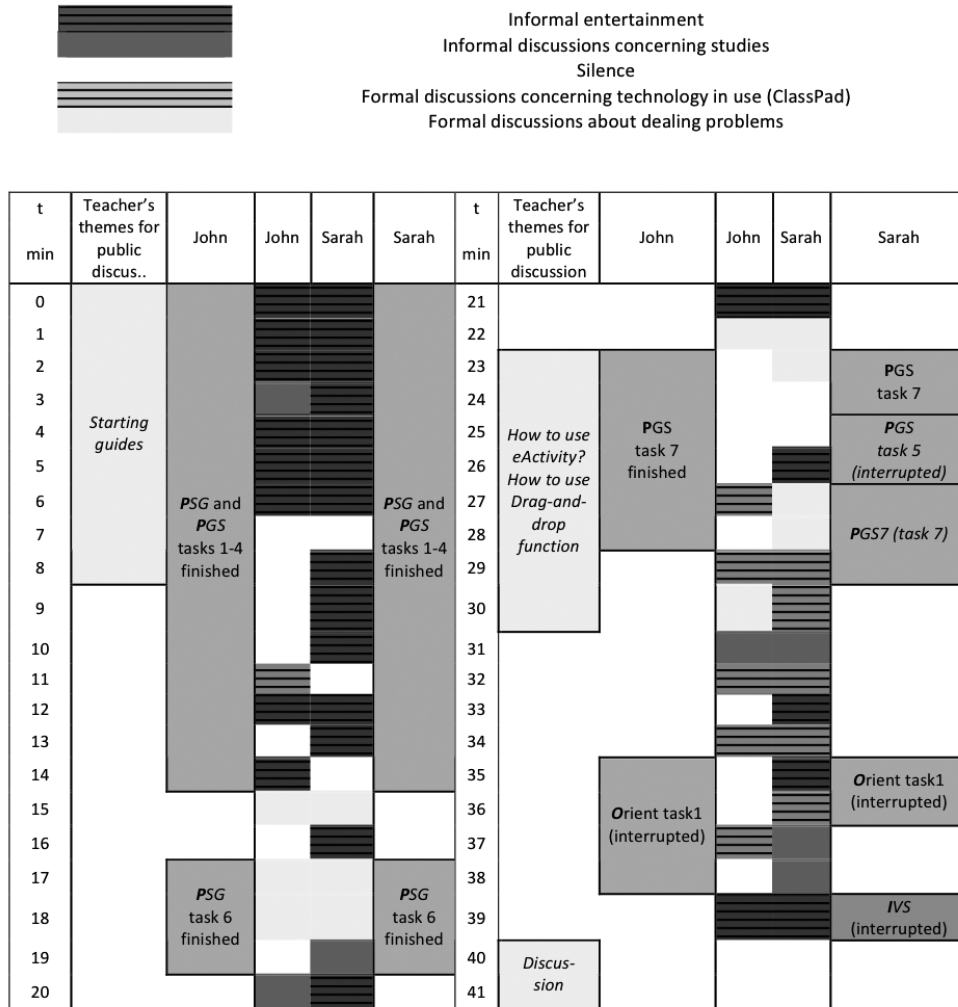 Informal entertainment
Informal discussions concerning studies
Silence
Formal discussions concerning technology in use (ClassPad)
Formal discussions about dealing problems
t
min
Teacher's
themes for
public
discus..
John
John
Sarah
Sarah
t
min
Teacher's
themes for
public
discussion
John
John
Sarah
Sarah
0
1
2
3
4
5
6
7
8
9
10
11
12
13
14
15
16
17
18
19
20
Starting
guides
PSG and
PGS
tasks 1-4
finished
PSG
task 6
finished
PSG and
PGS
tasks 1-4
finished
PSG
task 6
finished
21
22
23
24
25
26
27
28
29
30
31
32
33
34
35
36
37
38
39
40
41
How to use
eActivity?
How to use
Drag-and-
drop
function
Discus-
sion
PGS
task 7
finished
Orient task1
(interrupted)
PGS
task 7
PGS
task 5
(interrupted)
PGS7 (task 7)
Orient task1
(interrupted)
IVS
(interrupted)